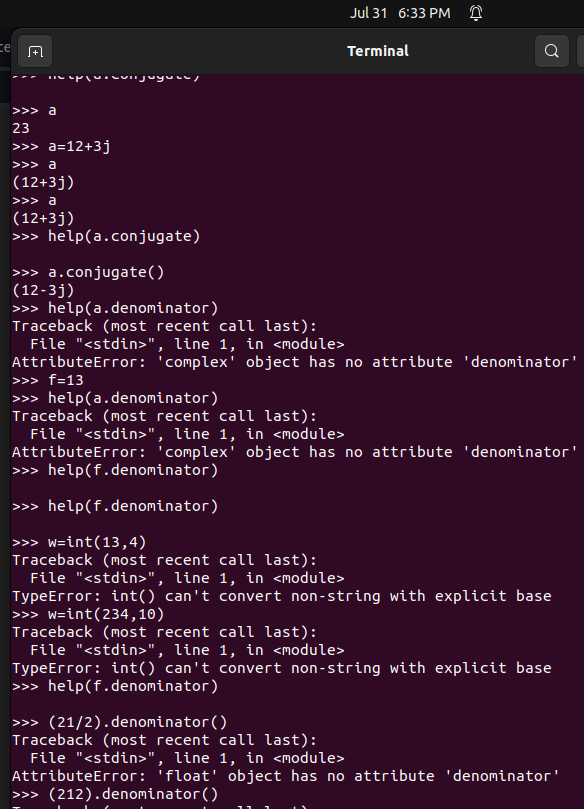 Jul 31 6:33 PM
Terminal
>>> help(a.conjugate)
>>> a
23
>>> a=12+3j
>>> a
(12+3j)
>>> a
(12+3j)
>>> help(a.conjugate)
>>> a.conjugate()
(12-3j)
>>> help(a.denominator)
Traceback (most recent call last):
  File "<stdin>", line 1, in <module>
AttributeError: 'complex' object has no attribute 'denominator'
>>> f=13
>>> help(a.denominator)
Traceback (most recent call last):
  File "<stdin>", line 1, in <module>
AttributeError: 'complex' object has no attribute 'denominator'
>>> help(f.denominator)
>>> help(f.denominator)
>>> w=int(13,4)
Traceback (most recent call last):
  File "<stdin>", line 1, in <module>
TypeError: int() can't convert non-string with explicit base
>>> w=int(234,10)
Traceback (most recent call last):
  File "<stdin>", line 1, in <module>
TypeError: int() can't convert non-string with explicit base
>>> help(f.denominator)
>>> (21/2).denominator()
Traceback (most recent call last):
  File "<stdin>", line 1, in <module>
AttributeError: 'float' object has no attribute 'denominator'
>>> (212).denominator()